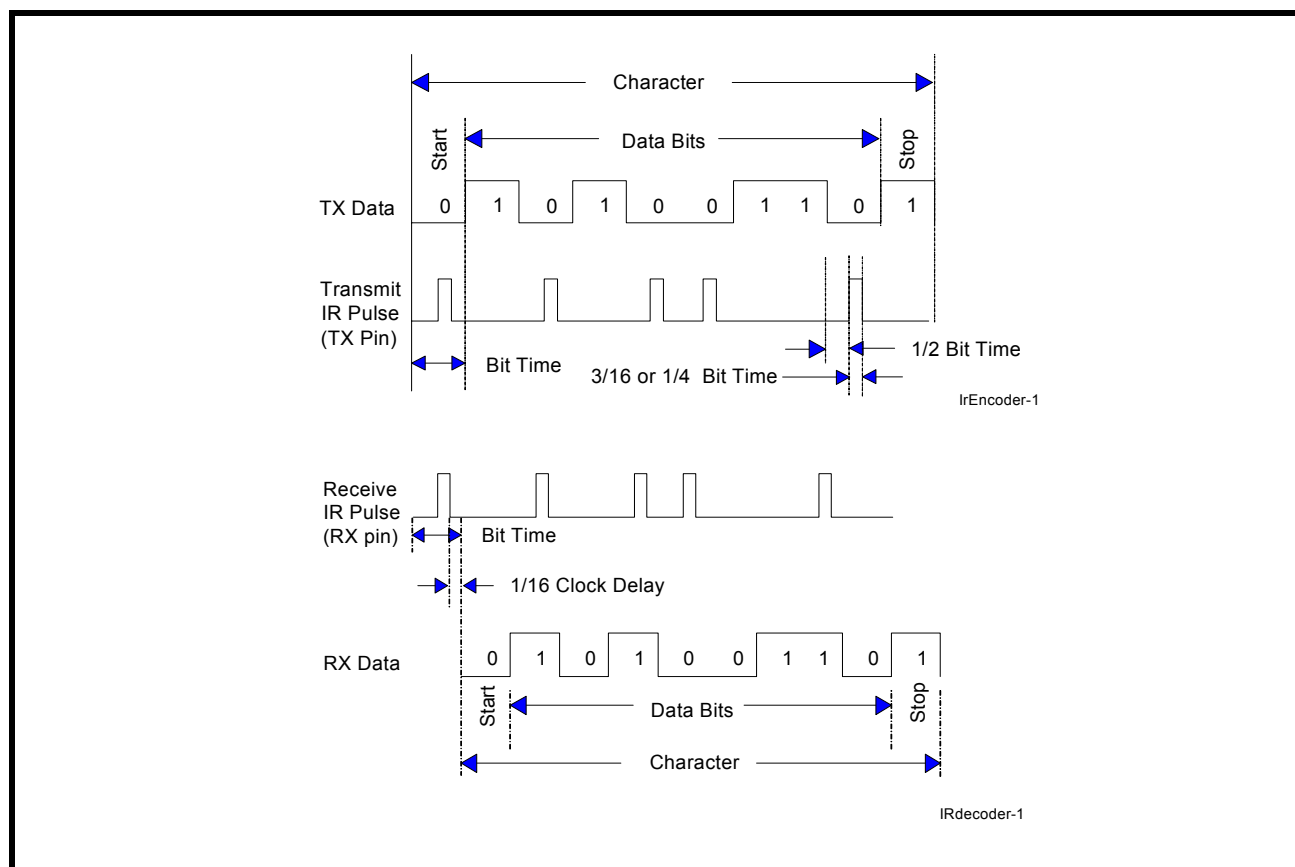 Character
Start
Data Bits
Stop
TX Data
0 1 0 1 0 0 1 1 0 1
Transmit
IR Pulse
(TX Pin)
Bit Time
1/2 Bit Time
3/16 or 1/4 Bit Time
IrEncoder-1
Receive
IR Pulse
(RX pin)
Bit Time
1/16 Clock Delay
RX Data
0 1 0 1 0 0 1 1 0 1
Start
Data Bits
Stop
Character
IRdecoder-1